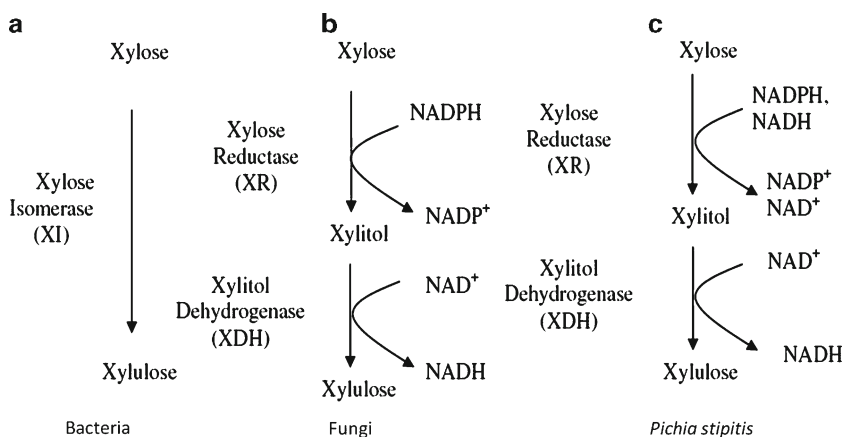 a
Xylose
Xylose
Isomerase
(XI)
Xylulose
Bacteria
b
Xylose
Xylose
Reductase
(XR)
NADPH
NADP+
Xylitol
Xylitol
Dehydrogenase
(XDH)
NAD+
NADH
Xylulose
Fungi
c
Xylose
Xylose
Reductase
(XR)
NADPH,
NADH
NADP+
NAD+
Xylitol
Xylitol
Dehydrogenase
(XDH)
NAD+
NADH
Xylulose
Pichia stipitis